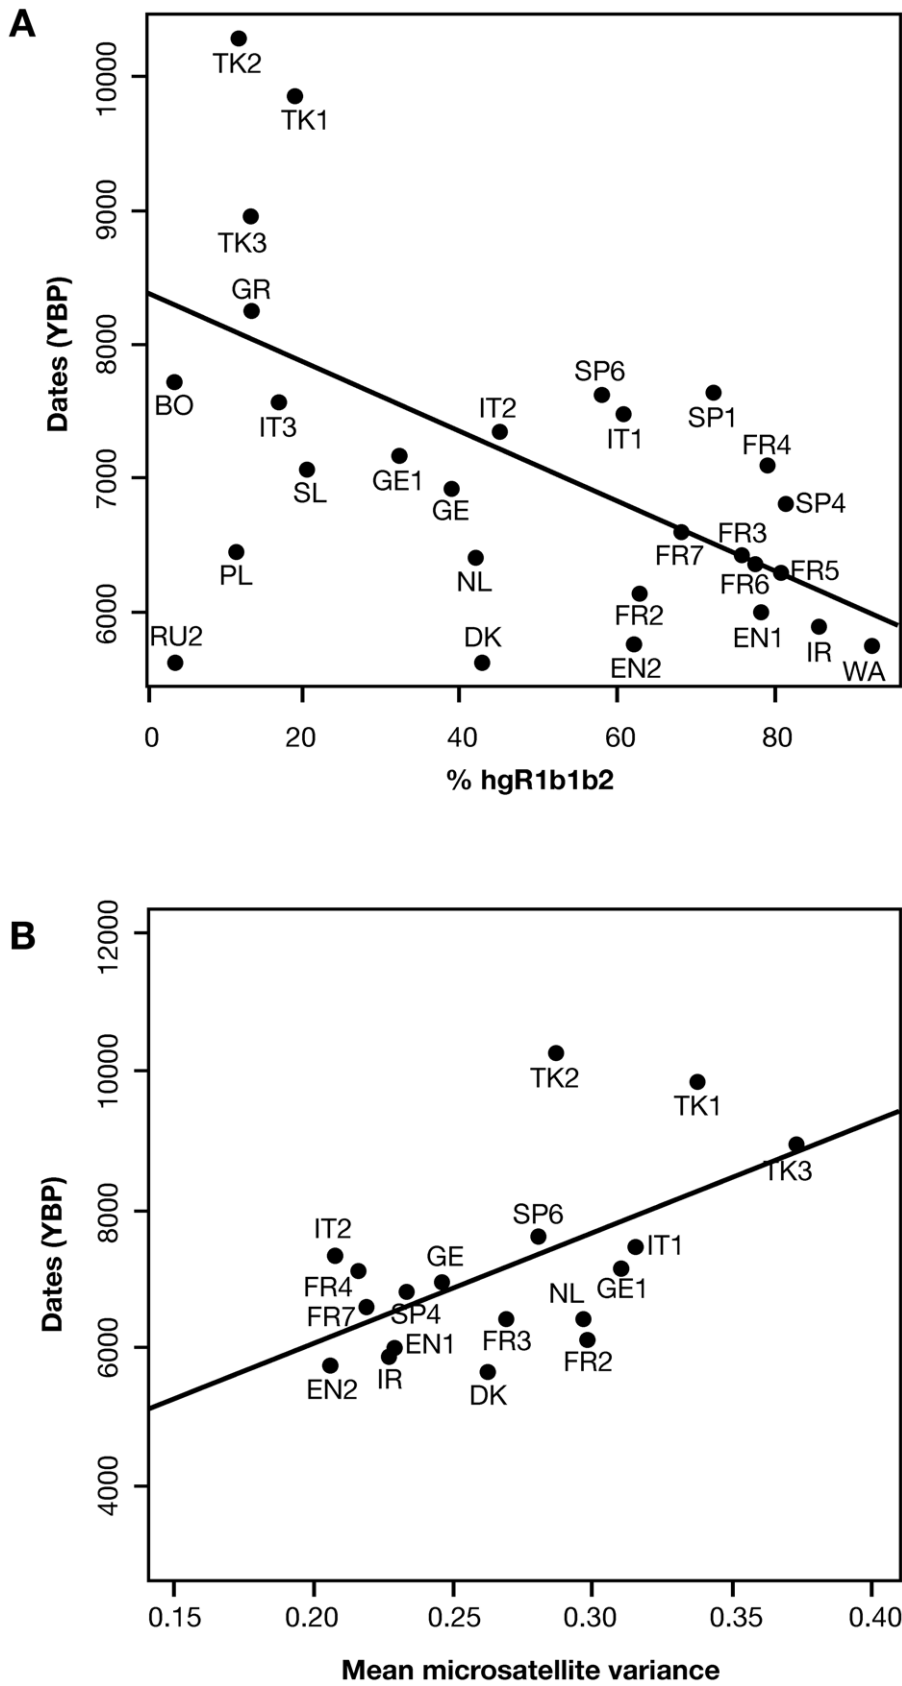 A
10000
9000
8000
7000
6000
Dates (YBP)
TK2
TK1
TK3
GR
BO
IT3
SL
PL
RU2
GE1
GE
IT2
NL
DK
SP6
IT1
SP1
FR4
SP4
FR7
FR3
FR6
FR5
FR2
EN2
EN1
IR
WA
0 20 40 60 80
% hgR1b1b2
B
12000
10000
8000
6000
4000
Dates (YBP)
TK2
TK1
TK3
SP6
IT1
GE1
IT2
GE
FR4
FR7
SP4
NL
FR3
FR2
EN1
IR
EN2
DK
0.15 0.20 0.25 0.30 0.35 0.40
Mean microsatellite variance